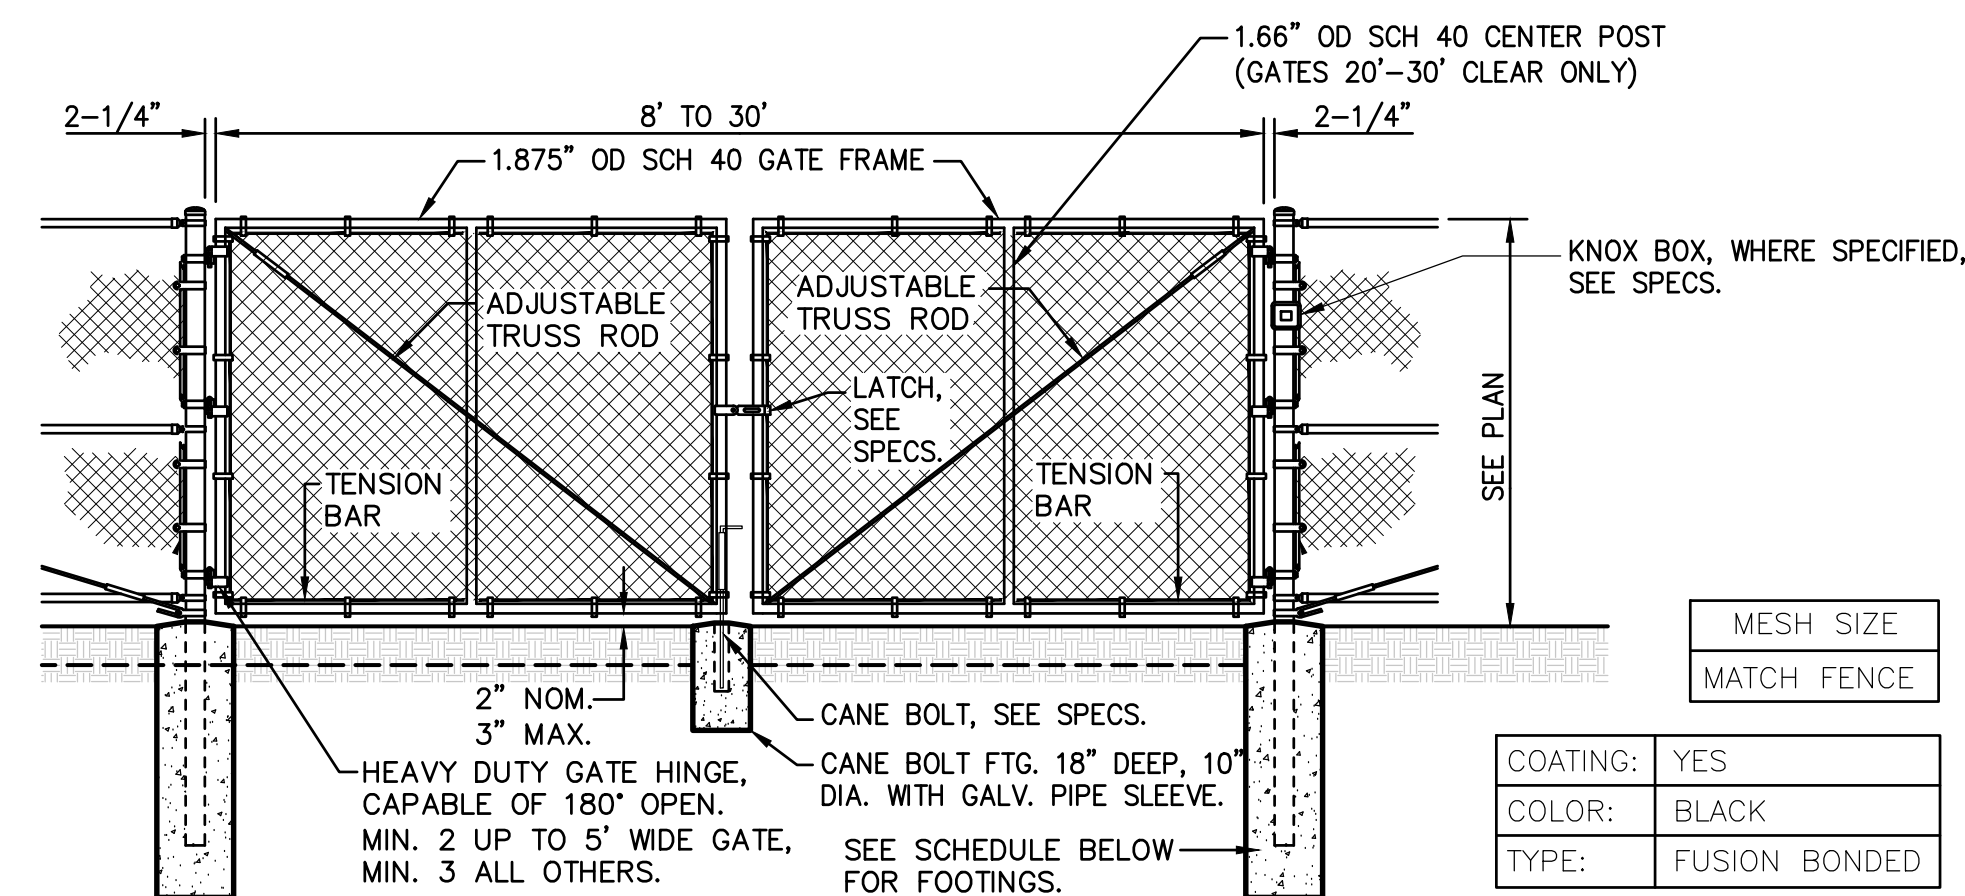 1.66” OD SCH 40 CENTER POST
(GATES 20’-30’ CLEAR ONLY)
2-1/4”
8’ TO 30’
2-1/4”
1.875” OD SCH 40 GATE FRAME
KNOX BOX, WHERE SPECIFIED,
SEE SPECS.
ADJUSTABLE
TRUSS ROD
ADJUSTABLE
TRUSS ROD
LATCH,
SEE
SPECS.
SEE PLAN
TENSION
BAR
TENSION
BAR
MESH SIZE
MATCH FENCE
2” NOM.
3” MAX.
CANE BOLT, SEE SPECS.
CANE BOLT FTG. 18” DEEP, 10”
DIA. WITH GALV. PIPE SLEEVE.
HEAVY DUTY GATE HINGE,
CAPABLE OF 180° OPEN.
MIN. 2 UP TO 5’ WIDE GATE,
MIN. 3 ALL OTHERS.
SEE SCHEDULE BELOW
FOR FOOTINGS.
COATING: YES
COLOR: BLACK
TYPE: FUSION BONDED